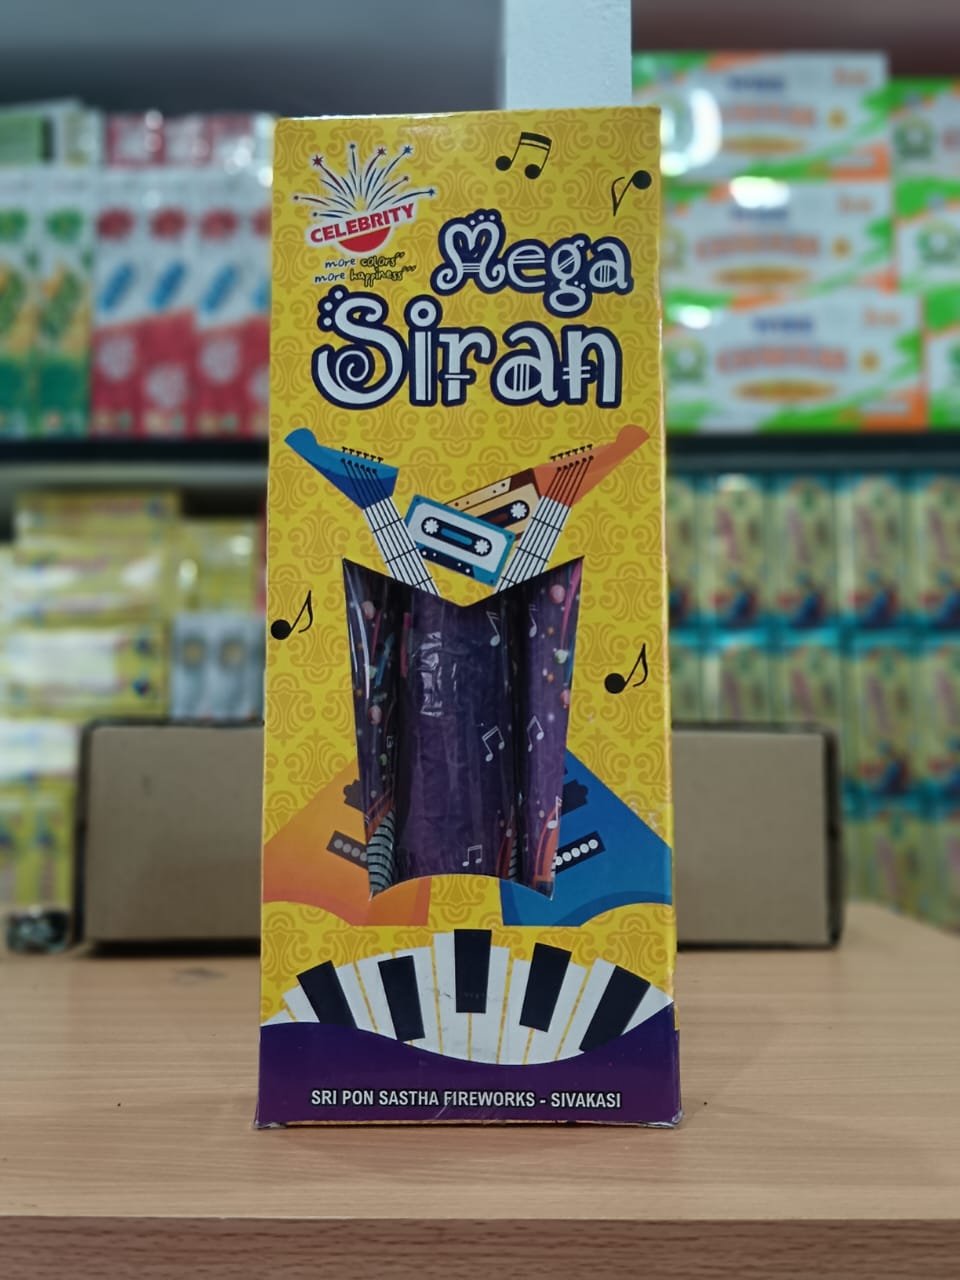 CELEBRITY
more colors
more happiness
Mega
Siran
SRI PON SASTHA FIREWORKS - SIVAKASI